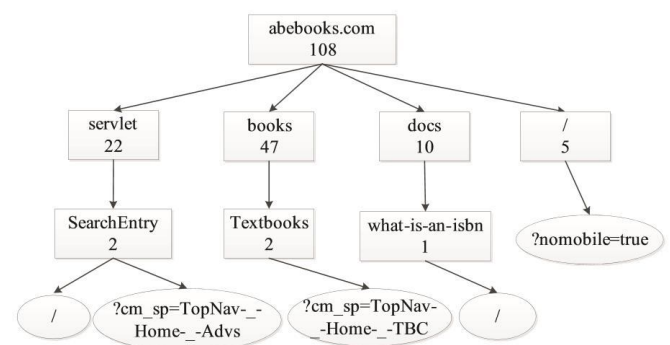 abebooks.com
108
servlet
22
books
47
docs
10
/
5
SearchEntry
2
Textbooks
2
what-is-an-isbn
1
?nomobile=true
/
?cm_sp=TopNav-_-
Home-_-Advs
?cm_sp=TopNav-
_-Home-_-TBC
/